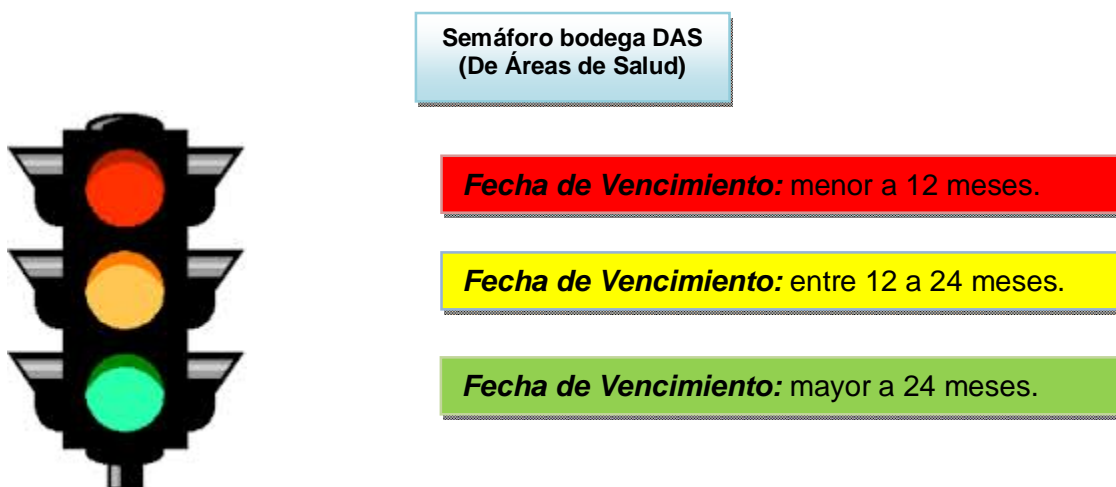 Semáforo bodega DAS
(De Áreas de Salud)
Fecha de Vencimiento: menor a 12 meses.
Fecha de Vencimiento: entre 12 a 24 meses.
Fecha de Vencimiento: mayor a 24 meses.